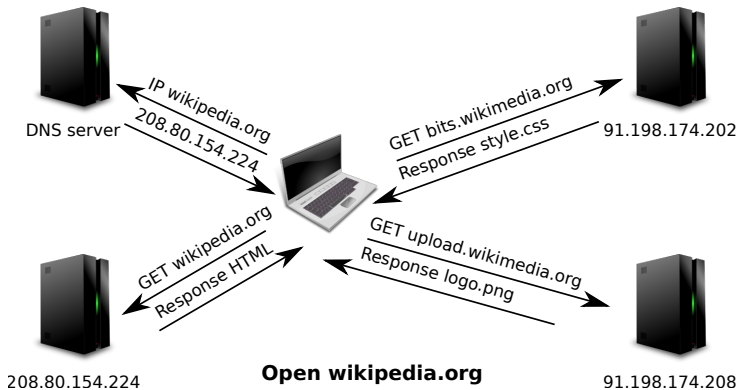 IP wikipedia.org
DNS server
208.80.154.224
GET bits.wikimedia.org
Response style.css
91.198.174.202
GET wikipedia.org
Response HTML
208.80.154.224
GET upload.wikimedia.org
Response logo.png
91.198.174.208
Open wikipedia.org